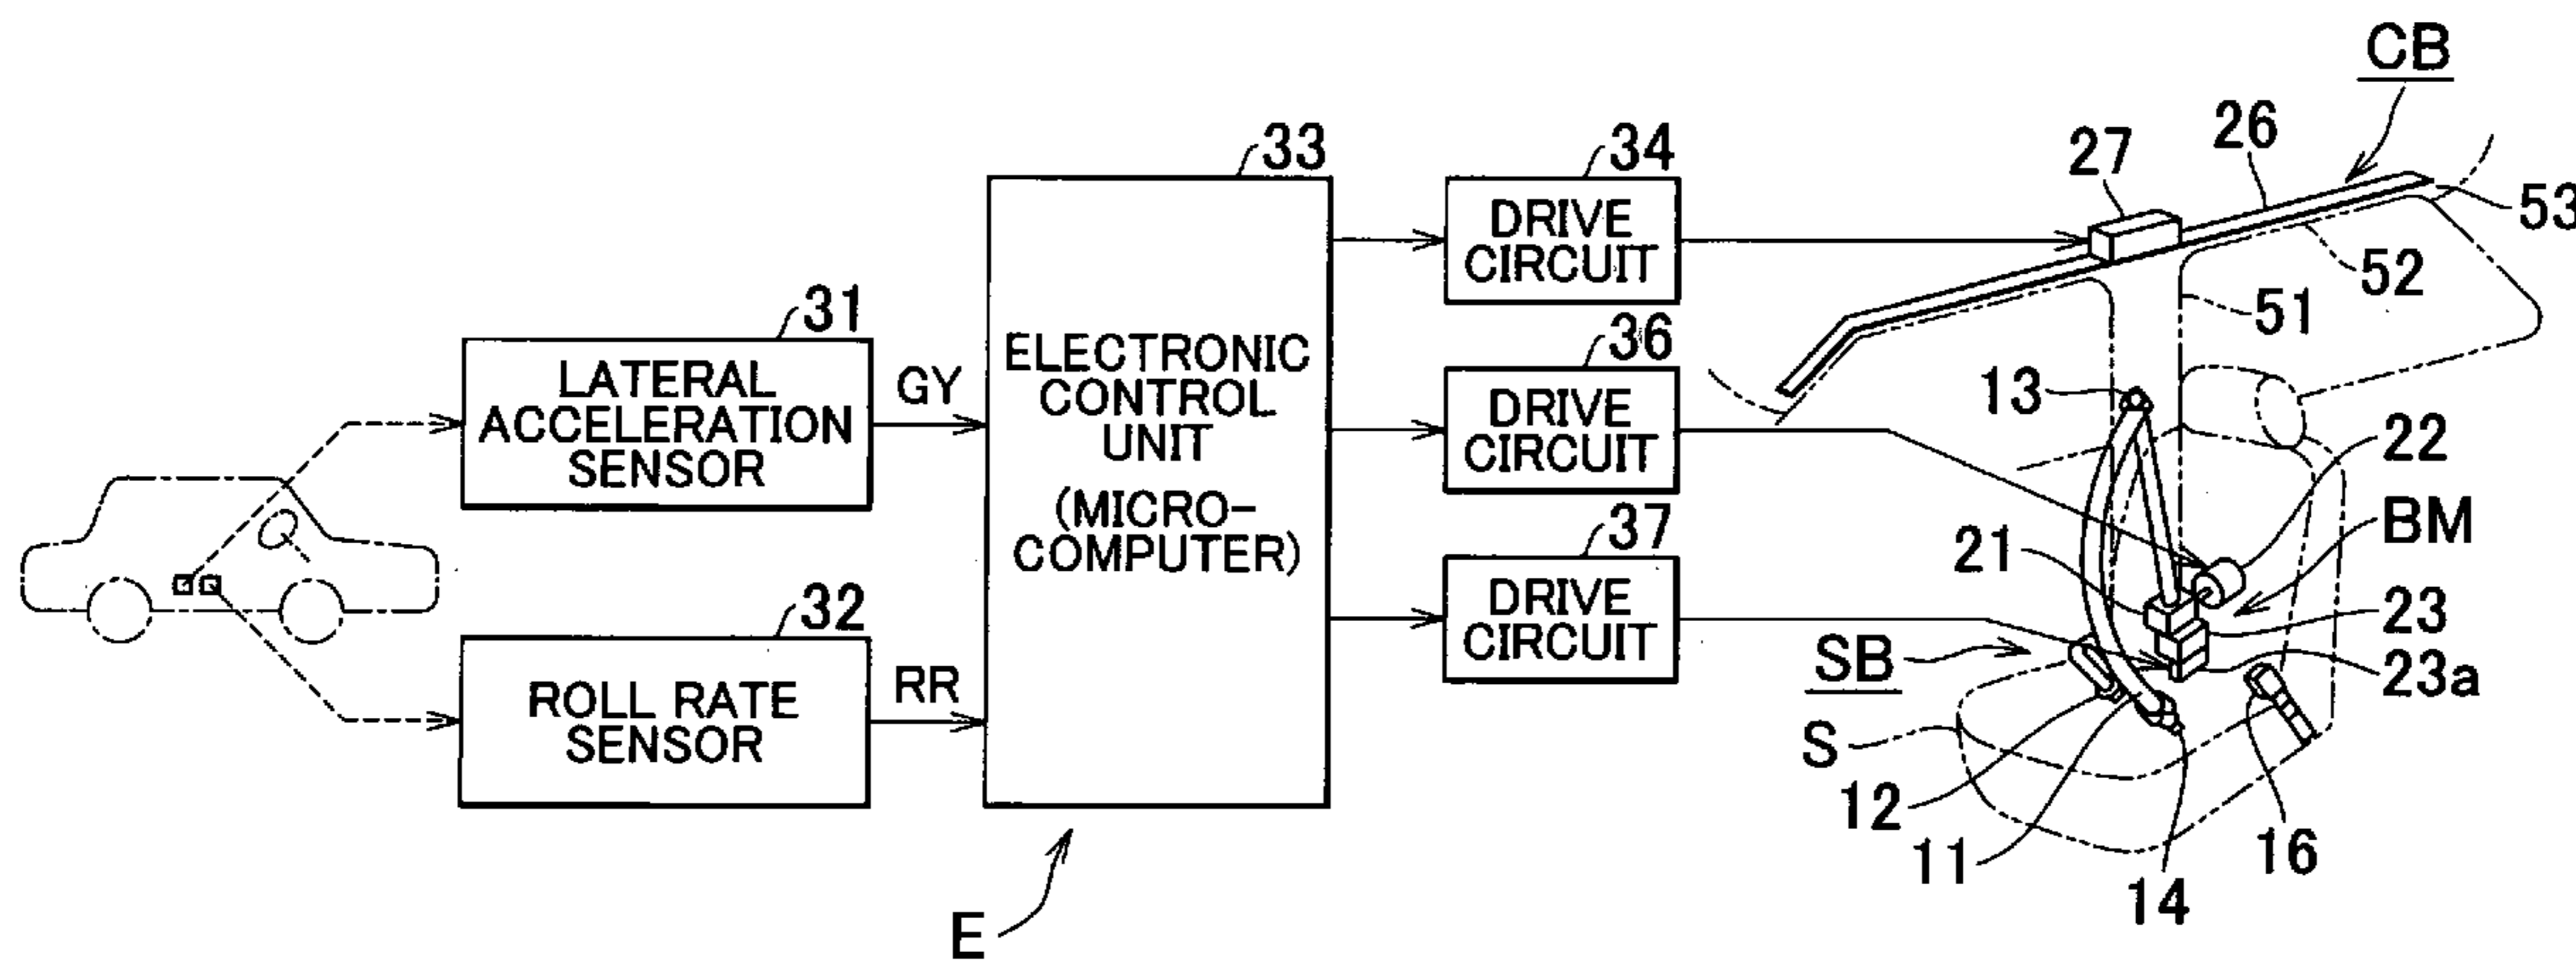 CB
26
27
33
34
DRIVE
CIRCUIT
53
52
51
31
LATERAL
ACCELERATION
SENSOR
GY
ELECTRONIC
CONTROL
UNIT
(MICRO-
COMPUTER)
36
DRIVE
CIRCUIT
13
22
BM
21
37
DRIVE
CIRCUIT
23
23a
SB
S
32
ROLL RATE
SENSOR
RR
12
11
14
16
E